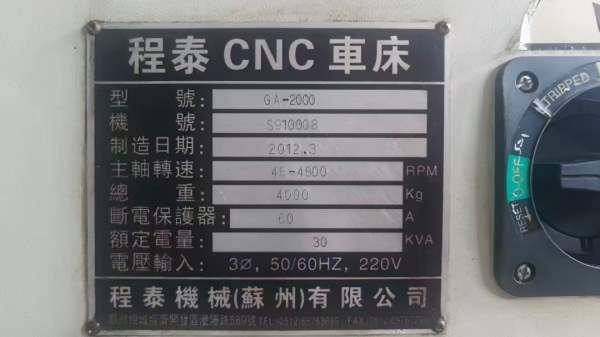 程泰 CNC 車床
型 號: GA-2000
機 號:
制造日期: 2012.3
主軸轉速: RPM
總 重: 4000 Kg
斷電保護器: 60 A
額定電量: 30 KVA
電壓輸入: 3Ø, 50/60HZ, 220V
程泰機械(蘇州)有限公司
TRIPPED
RESET OFF